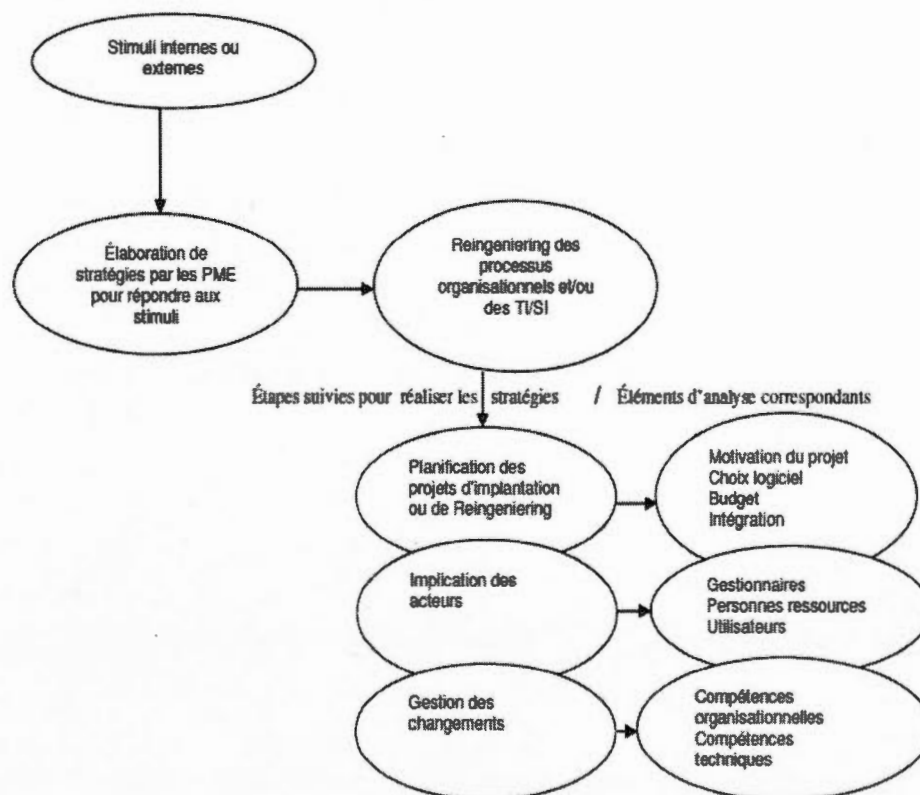 Stimuli internes ou
externes
Élaboration de
stratégies par les PME
pour répondre aux
stimuli
Reingeniering des
processus
organisationnels et/ou
des TI/SI
Étapes suivies pour réaliser les stratégies / Éléments d'analyse correspondants
Planification des
projets d'implantation
ou de Reingeniering
Motivation du projet
Choix logiciel
Budget
Intégration
Implication des
acteurs
Gestionnaires
Personnes ressources
Utilisateurs
Gestion des
changements
Compétences
organisationnelles
Compétences
techniques